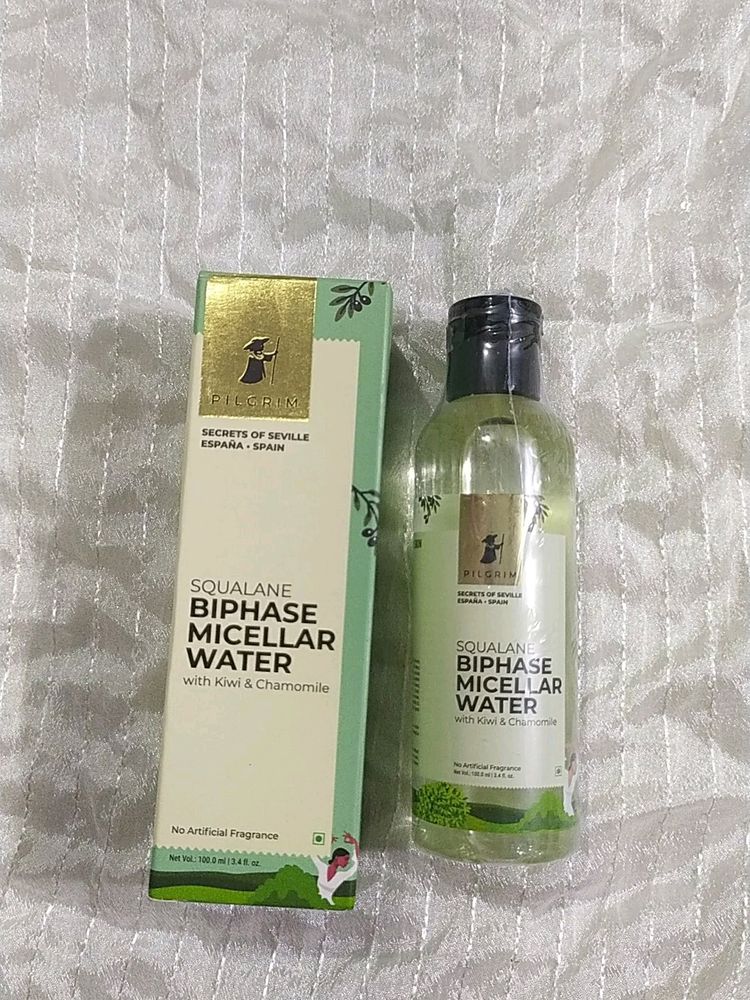 PILGRIM
SECRETS OF SEVILLE
ESPAÑA • SPAIN
SQUALANE
BIPHASE
MICELLAR
WATER
with Kiwi & Chamomile
No Artificial Fragrance
Net Vol.: 100.0 ml | 3.4 fl. oz.
PILGRIM
SECRETS OF SEVILLE
ESPAÑA • SPAIN
SQUALANE
BIPHASE
MICELLAR
WATER
with Kiwi & Chamomile
No Artificial Fragrance
Net Vol.: 100.0 ml | 3.4 fl. oz.